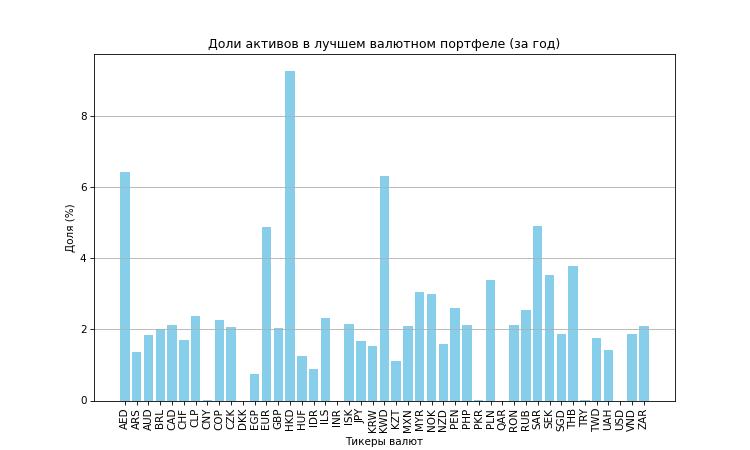 Доли активов в лучшем валютном портфеле (за год)
Доля (%)
8
6
4
2
0
AED ARS AUD BRL CAD CHF CLP CNY COP CZK DKK EGP EUR GBP HKD HUF IDR ILS INR ISK JPY KRW KWD KZT MXN MYR NOK NZD PEN PHP PKR PLN QAR RON RUB SAR SEK SGD THB TRY TWD UAH USD VND ZAR
Тикеры валют